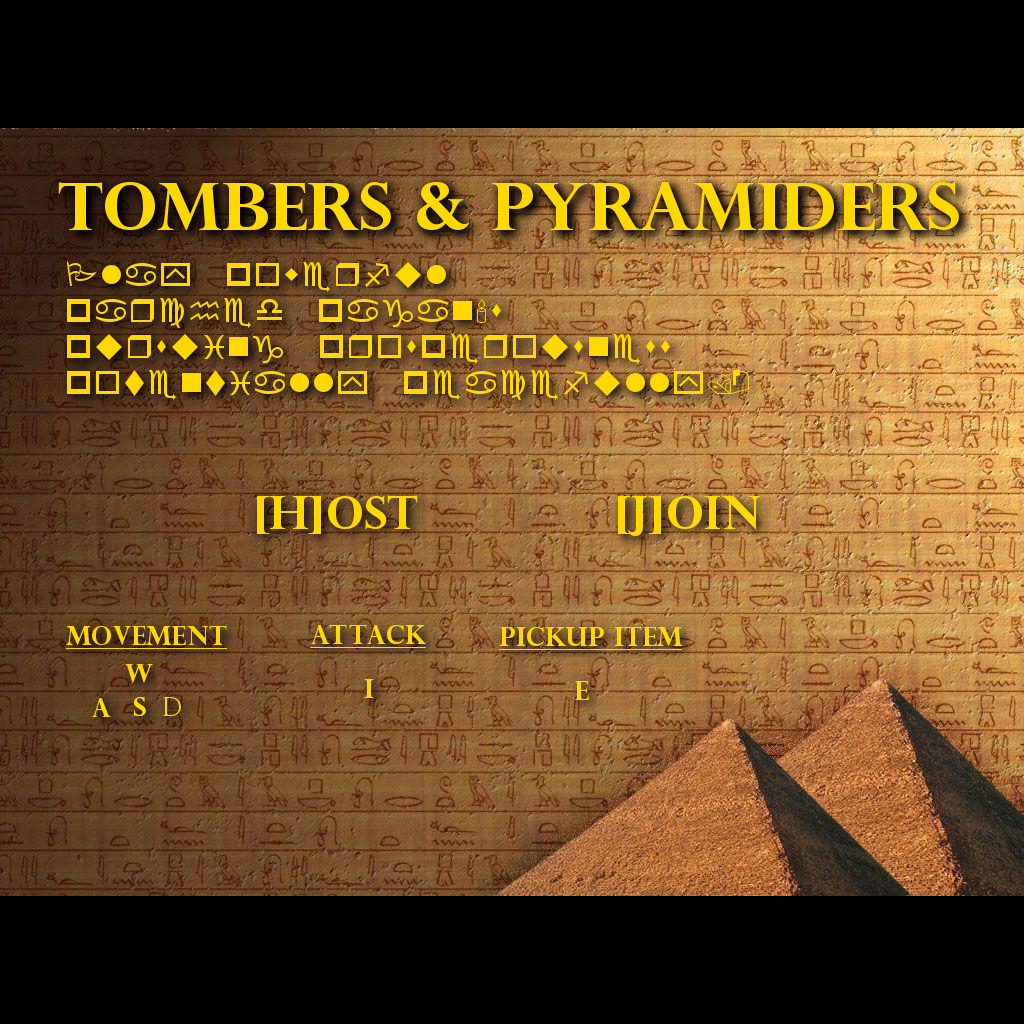 TOMBERS & PYRAMIDERS
🏱●♋⍓ ◻□⬥♏❒♐◆●
◻♋❒♍♒♏♎ ◻♋♑♋■🕯⬧
◻◆❒⬧◆♓■♑ ◻❒□⬧◻♏❒□◆⬧■♏⬧⬧
◻□⧫♏■⧫♓♋●●⍓ ◻♏♋♍♏♐◆●●⍓
[H]OST [J]OIN
MOVEMENT ATTACK PICKUP ITEM
W
A S D I E